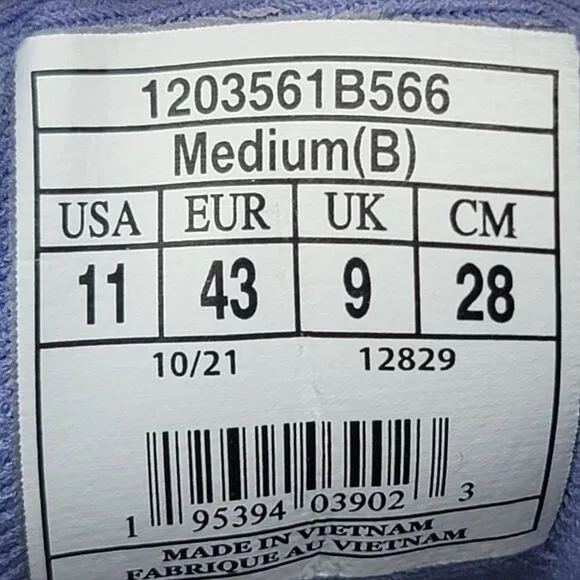 1203561B566
Medium(B)
USA EUR UK CM
11 43 9 28
10/21 12829
1 95394 03902 3
MADE IN VIETNAM
FABRIQUE AU VIETNAM